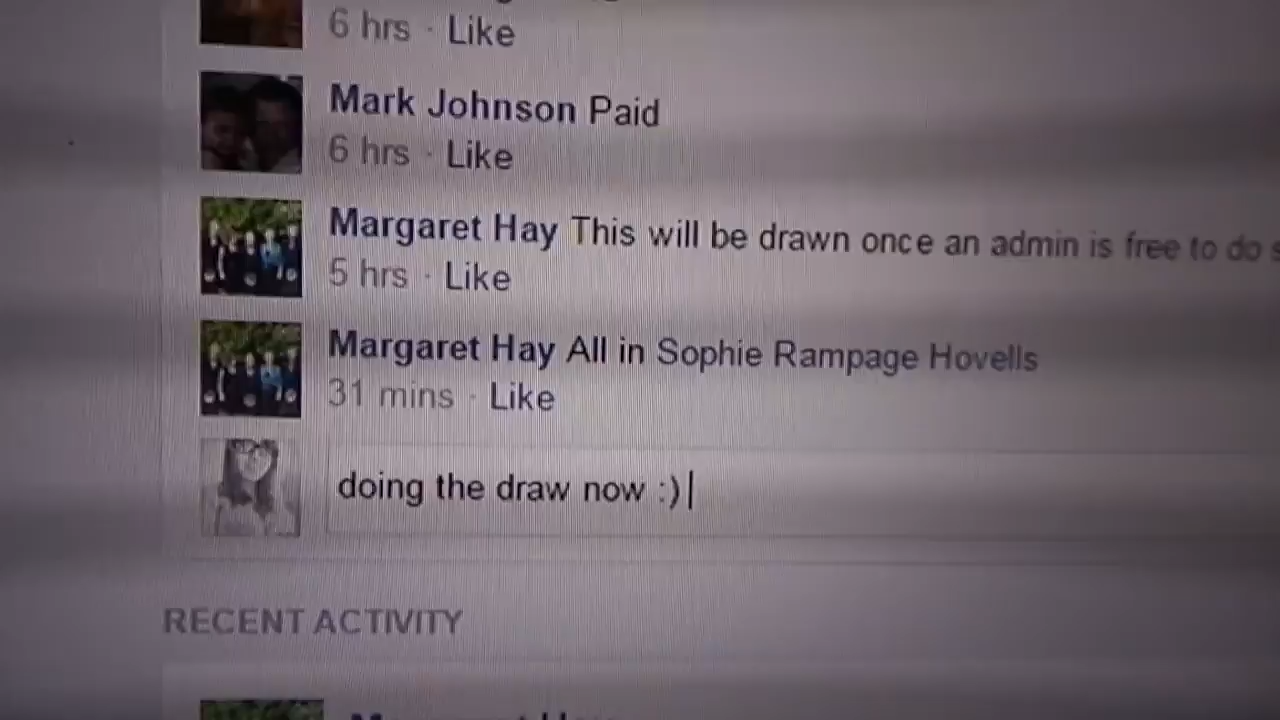 6 hrs · Like
Mark Johnson Paid
6 hrs · Like
Margaret Hay This will be drawn once an admin is free to do
5 hrs · Like
Margaret Hay All in Sophie Rampage Hovells
31 mins · Like
doing the draw now :)
RECENT ACTIVITY